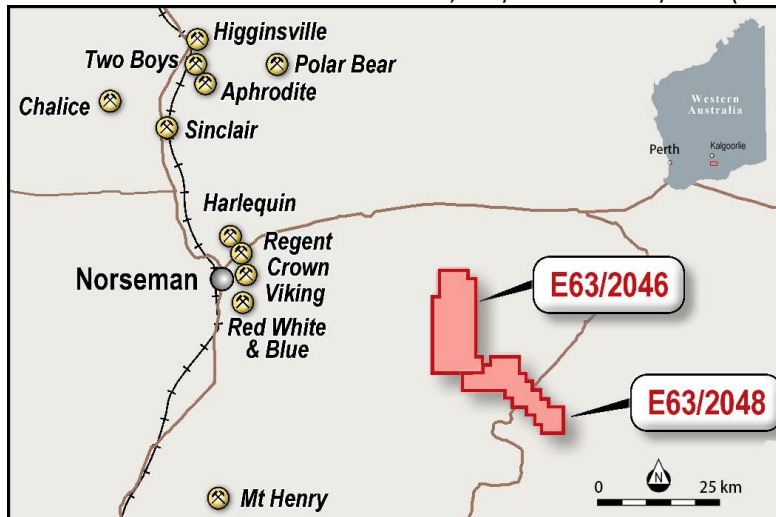 Higginsville
Two Boys
Polar Bear
Aphrodite
Chalice
Sinclair
Western
Australia
Perth
Kalgoorlie
Harlequin
Regent
Crown
Norseman
Viking
Red White
& Blue
E63/2046
E63/2048
Mt Henry
N
0 25 km